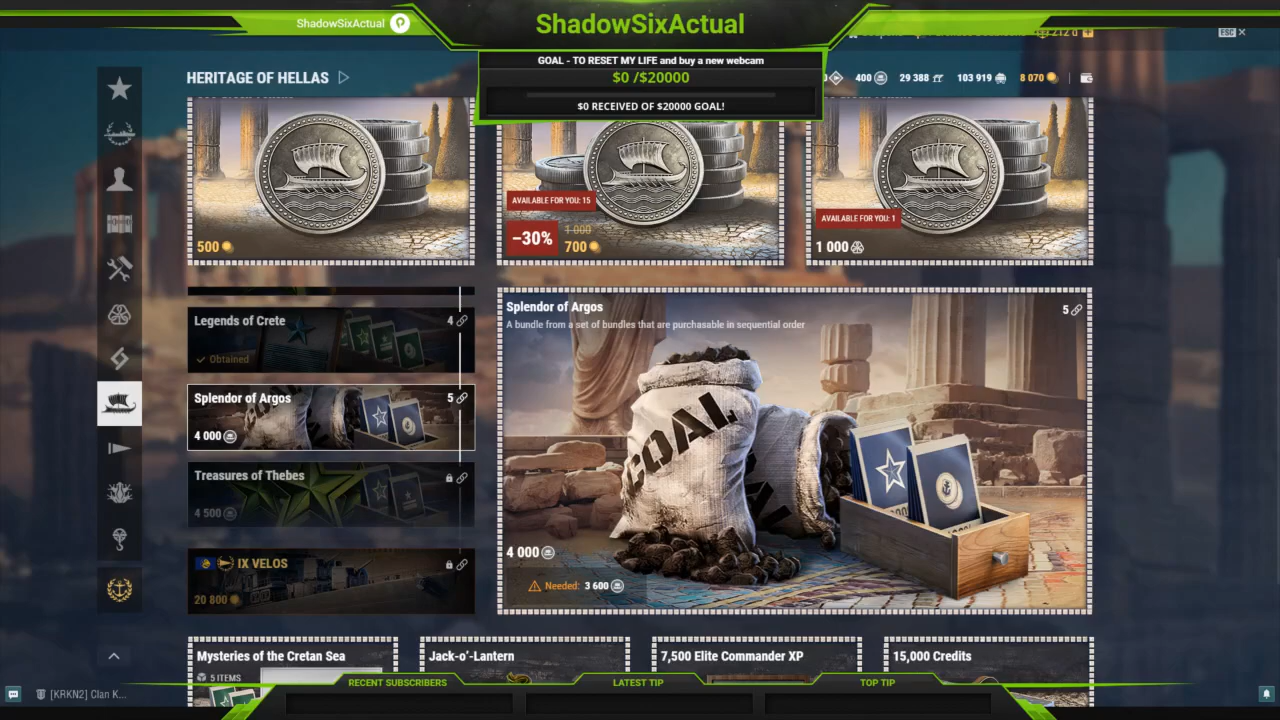 ShadowSixActual
ShadowSixActual
ESC
GOAL - TO RESET MY LIFE and buy a new webcam
$0 /$20000
$0 RECEIVED OF $20000 GOAL!
HERITAGE OF HELLAS
400
29 388
103 919
8 070
500
AVAILABLE FOR YOU: 15
-30%
1 000
700
AVAILABLE FOR YOU: 1
1 000
Legends of Crete
4
Obtained
Splendor of Argos
5
4 000
Treasures of Thebes
4 500
IX VELOS
20 800
Splendor of Argos
5
A bundle from a set of bundles that are purchasable in sequential order
COAL
4 000
Needed: 3 600
Mysteries of the Cretan Sea
5 ITEMS
Jack-o'-Lantern
7,500 Elite Commander XP
15,000 Credits
RECENT SUBSCRIBERS
LATEST TIP
TOP TIP
[KRKN2] Clan K...